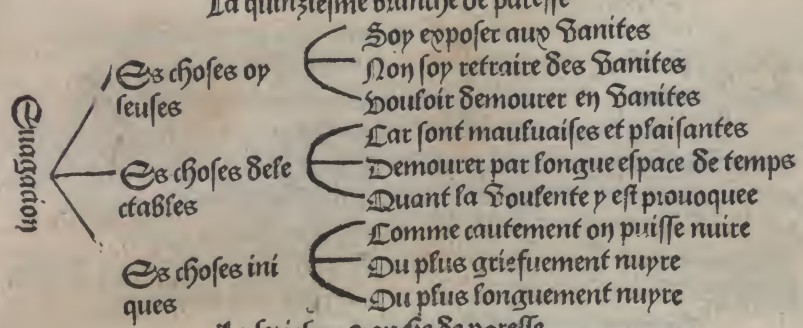 La quinziesme branche de paresse
Euagacion
Es choses oy
seuses
Soy exposer aux Vanites
Non soy retraire des Vanites
vouloir demourer en Vanites
Es choses dele
ctables
Car sont mauluaises et plaisantes
Demourer par longue espace de temps
Quant la Voulente y est prouoquee
Es choses ini
ques
Comme cautement on puisse nuire
Ou plus griefuement nuyre
Ou plus longuement nuyre
de paresse